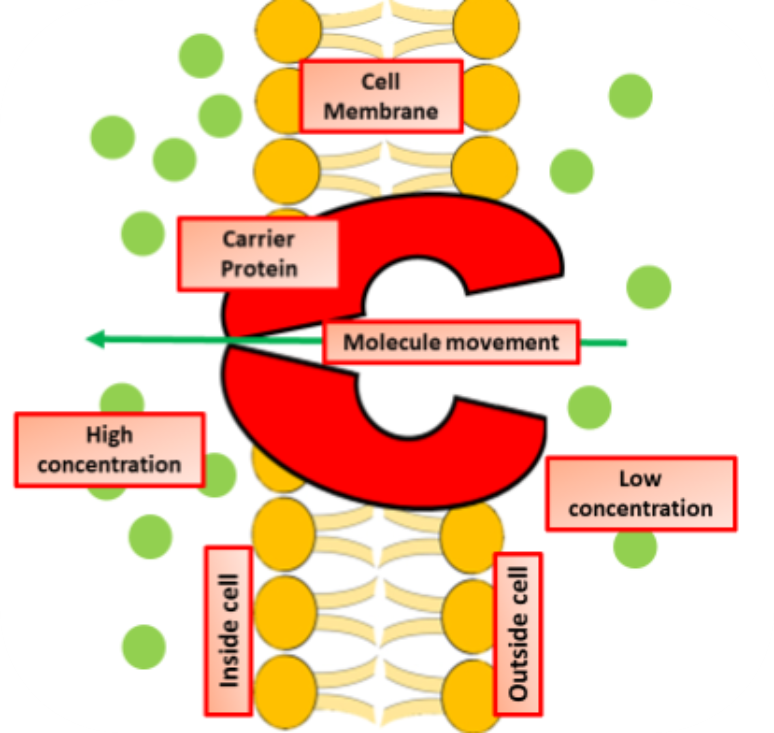 Cell
Membrane
Carrier
Protein
Molecule movement
High
concentration
Low
concentration
Inside cell
Outside cell